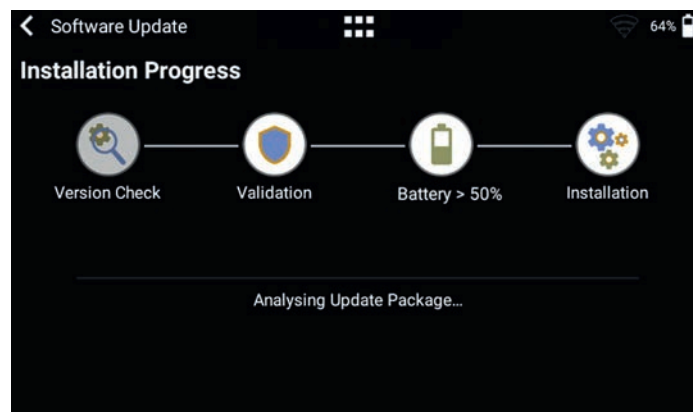 Software Update
64%
Installation Progress
Version Check
Validation
Battery > 50%
Installation
Analysing Update Package...